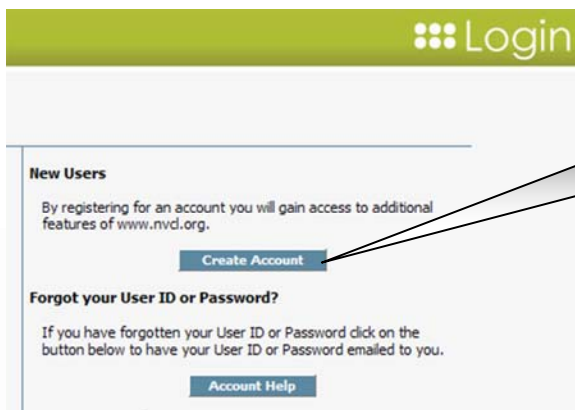 Login
New Users
By registering for an account you will gain access to additional
features of www.nvcl.org.
Create Account
Forgot your User ID or Password?
If you have forgotten your User ID or Password click on the
button below to have your User ID or Password emailed to you.
Account Help